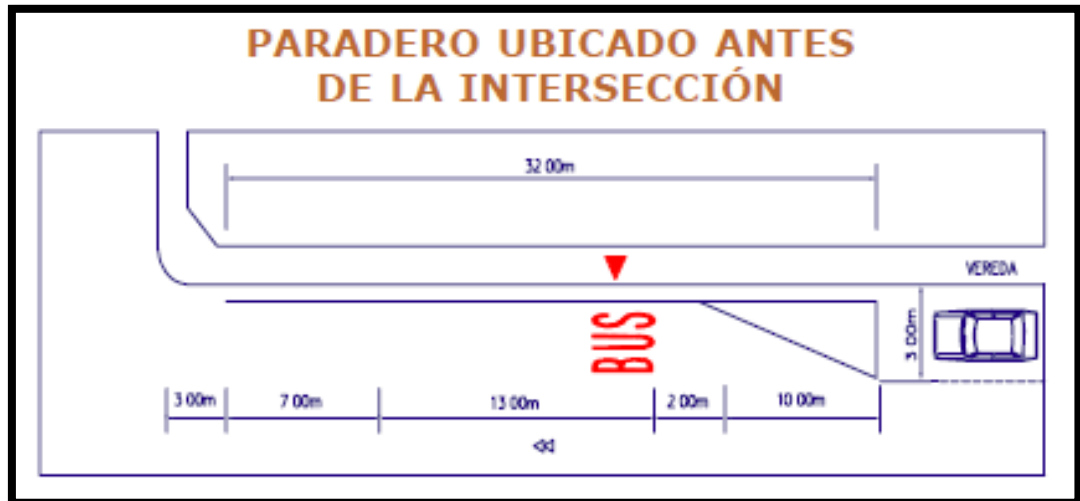 PARADERO UBICADO ANTES
DE LA INTERSECCIÓN
32 00m
VEREDA
BUS
3 00m
3 00m
7 00m
13 00m
2 00m
10 00m